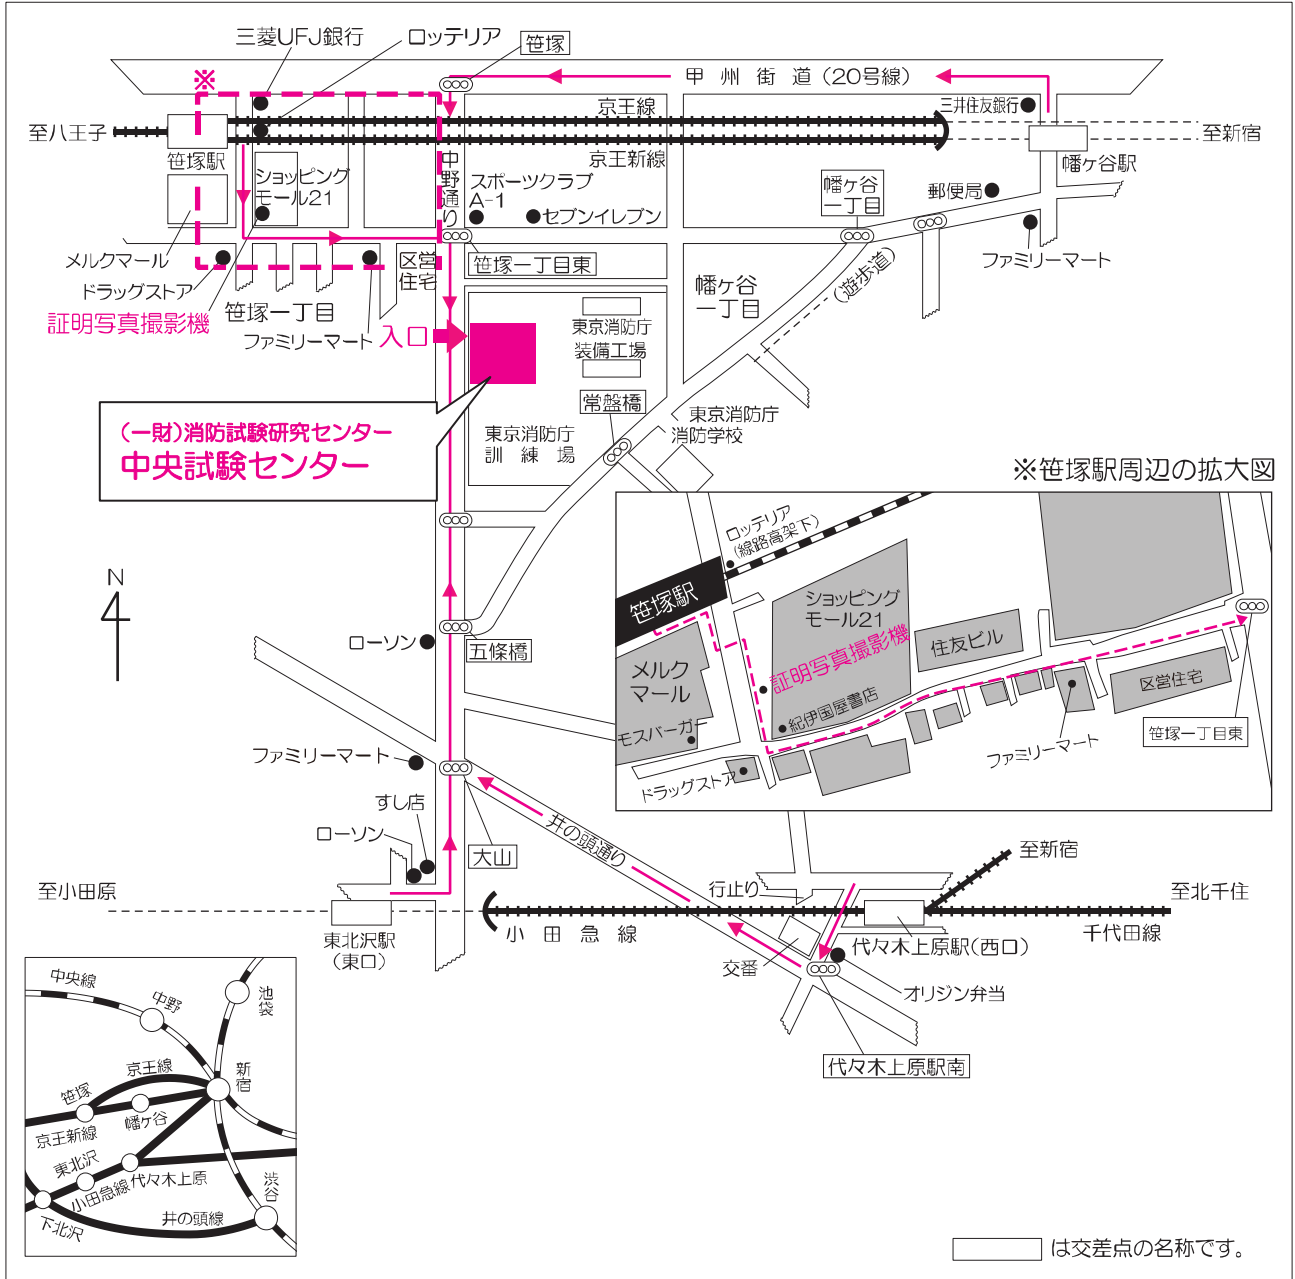 三菱UFJ銀行
ロッテリア
笹塚
※
甲州街道(20号線)
三井住友銀行
京王線
至八王子
至新宿
笹塚駅
京王新線
幡ヶ谷駅
中野通り
ショッピング
モール21
スポーツクラブ
A-1
セブンイレブン
幡ヶ谷
一丁目
郵便局
メルクマール
区営
住宅
笹塚一丁目東
ファミリーマート
ドラッグストア
幡ヶ谷
一丁目
(遊歩道)
証明写真撮影機
笹塚一丁目
ファミリーマート
入口
東京消防庁
装備工場
常盤橋
東京消防庁
消防学校
(一財)消防試験研究センター
中央試験センター
東京消防庁
訓練場
※笹塚駅周辺の拡大図
ロッテリア
(線路高架下)
笹塚駅
ショッピング
モール21
証明写真撮影機
住友ビル
メルク
マール
紀伊国屋書店
区営住宅
モスバーガー
笹塚一丁目東
ファミリーマート
ドラッグストア
N
ローソン
五條橋
ファミリーマート
すし店
ローソン
大山
井の頭通り
至新宿
至小田原
行止り
至北千住
東北沢駅
(東口)
小田急線
千代田線
代々木上原駅(西口)
交番
オリジン弁当
代々木上原駅南
中央線
中野
池袋
京王線
新宿
笹塚
幡ヶ谷
京王新線
東北沢
代々木上原
小田急線
渋谷
下北沢
井の頭線
は交差点の名称です。